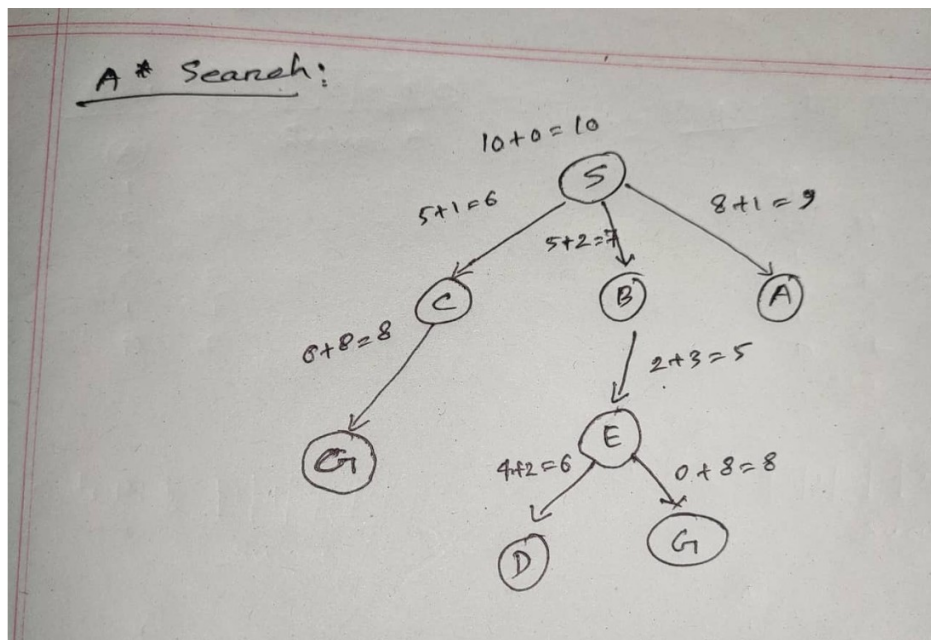 A * Search:
10+0=10
S
5+1=6
5+2=7
8+1=9
C
B
A
0+8=8
2+3=5
G
E
4+2=6
0+8=8
D
G